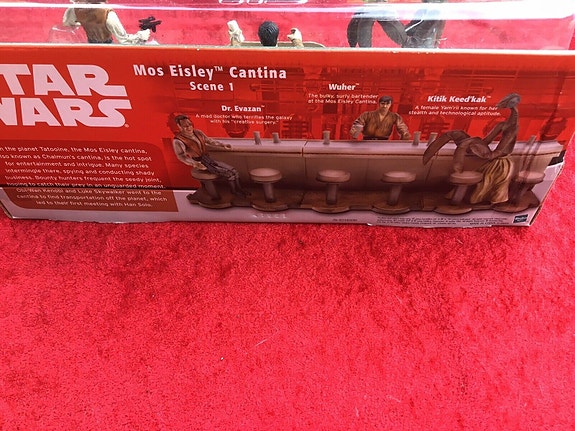 STAR
WARS
Mos Eisley™ Cantina
Scene 1
Dr. Evazan™
A mad doctor who terrifies the galaxy
with his "creative surgery."
Wuher™
The bulky, surly bartender
at the Mos Eisley Cantina.
Kitik Keed'kak™
A female Yam'rii known for her
stealth and technological aptitude.
the planet Tatooine, the Mos Eisley cantina,
also known as Chalmun's cantina, is the hot spot
for entertainment and intrigue. Many species
intermingle there, spying and conducting shady
business. Bounty hunters frequent the seedy joint,
hoping to catch their prey in an unguarded moment.
Obi-Wan Kenobi and Luke Skywalker went to the
cantina to find transportation off the planet, which
led to their first meeting with Han Solo.